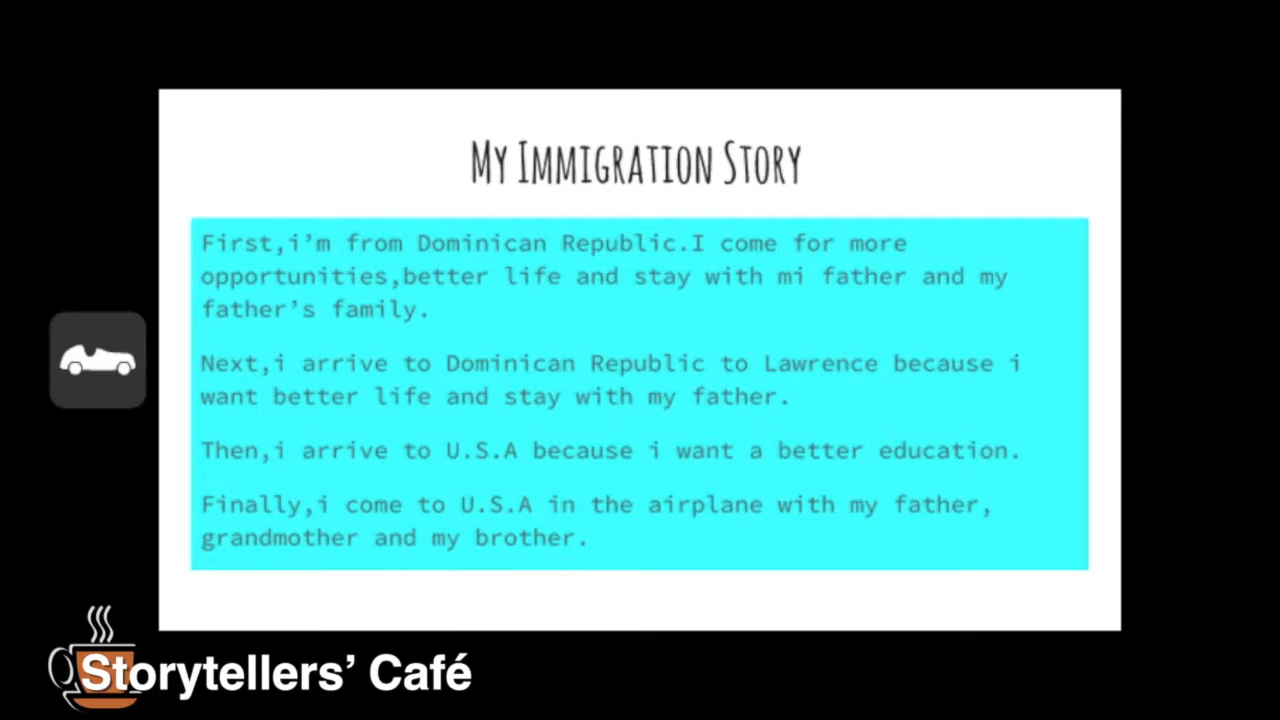 My Immigration Story
First,i'm from Dominican Republic.I come for more
opportunities,better life and stay with mi father and my
father's family.
Next,i arrive to Dominican Republic to Lawrence because i
want better life and stay with my father.
Then,i arrive to U.S.A because i want a better education.
Finally,i come to U.S.A in the airplane with my father,
grandmother and my brother.
Storytellers' Café